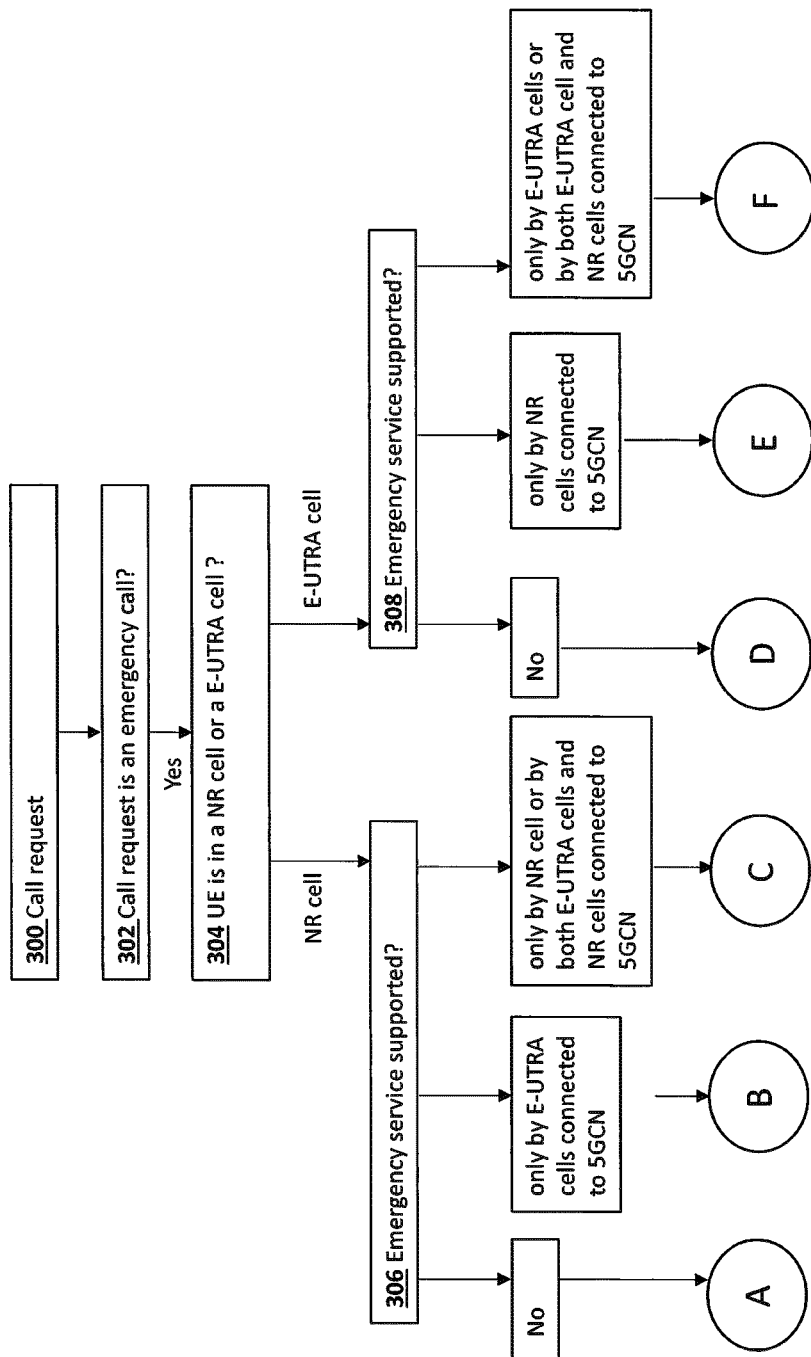 300 Call request
302 Call request is an emergency call?
Yes
304 UE is in a NR cell or a E-UTRA cell ?
NR cell
E-UTRA cell
306 Emergency service supported?
308 Emergency service supported?
No
only by E-UTRA
cells connected
to 5GCN
only by NR cell or by
both E-UTRA cells and
NR cells connected to
5GCN
No
only by NR
cells connected
to 5GCN
only by E-UTRA cells or
by both E-UTRA cell and
NR cells connected to
5GCN
A
B
C
D
E
F